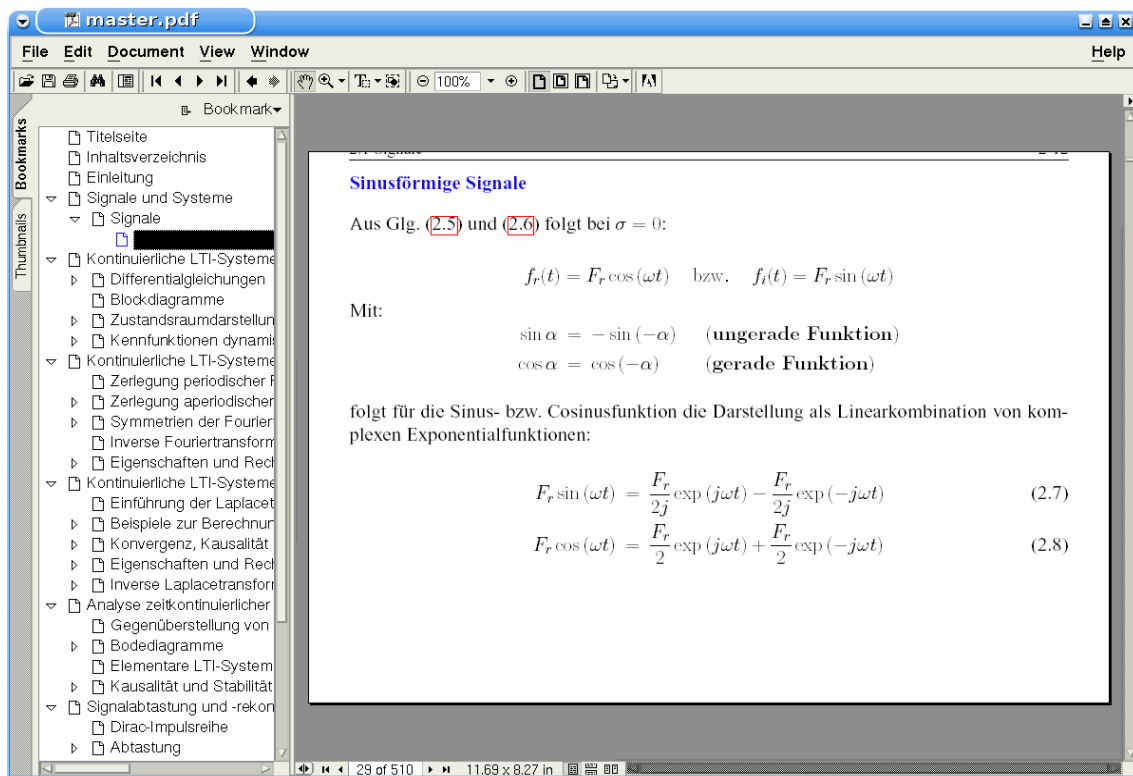 master.pdf
File Edit Document View Window Help
100%
Bookmarks
Thumbnails
Bookmark
Titelseite
Inhaltsverzeichnis
Einleitung
Signale und Systeme
Signale
Kontinuierliche LTI-Systeme
Differentialgleichungen
Blockdiagramme
Zustandsraumdarstellun
Kennfunktionen dynami
Kontinuierliche LTI-Systeme
Zerlegung periodischer F
Zerlegung aperiodischer
Symmetrien der Fourier
Inverse Fouriertransform
Eigenschaften und Rech
Kontinuierliche LTI-Systeme
Einführung der Laplacet
Beispiele zur Berechnun
Konvergenz, Kausalität
Eigenschaften und Rech
Inverse Laplacetransfor
Analyse zeitkontinuierlicher
Gegenüberstellung von
Bodediagramme
Elementare LTI-System
Kausalität und Stabilität
Signalabtastung und -rekon
Dirac-Impulsreihe
Abtastung
Sinusförmige Signale
Aus Glg. (2.5) und (2.6) folgt bei σ = 0:
f_r(t) = F_r cos (ωt) bzw. f_i(t) = F_r sin (ωt)
Mit:
sin α = − sin (−α) (ungerade Funktion)
cos α = cos (−α) (gerade Funktion)
folgt für die Sinus- bzw. Cosinusfunktion die Darstellung als Linearkombination von kom-
plexen Exponentialfunktionen:
F_r sin (ωt) = F_r/2j exp (jωt) − F_r/2j exp (−jωt) (2.7)
F_r cos (ωt) = F_r/2 exp (jωt) + F_r/2 exp (−jωt) (2.8)
29 of 510 11.69 x 8.27 in